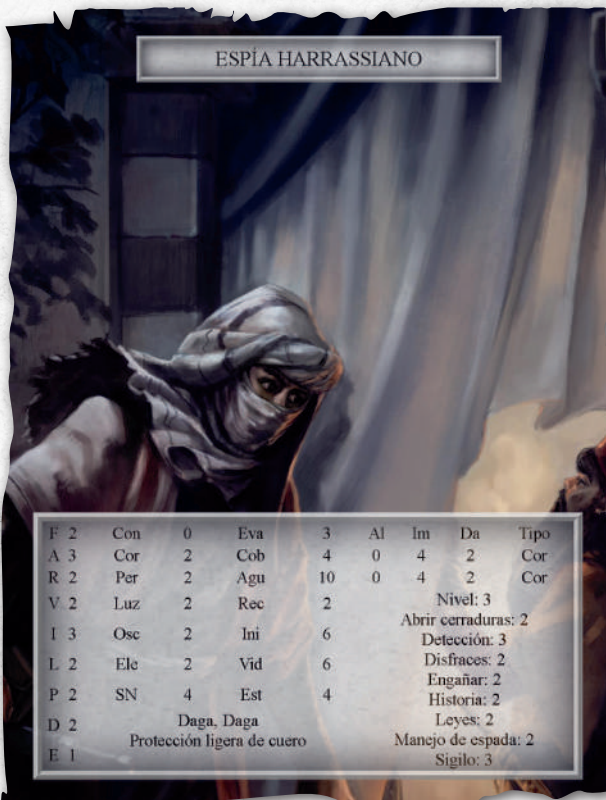 ESPÍA HARRASSIANO
F 2 Con 0 Eva 3 Al Im Da Tipo
A 3 Cor 2 Cob 4 0 4 2 Cor
R 2 Per 2 Agu 10 0 4 2 Cor
V 2 Luz 2 Rec 2
I 3 Osc 2 Ini 6
L 2 Ele 2 Vid 6
P 2 SN 4 Est 4
D 2 Daga, Daga
E 1 Protección ligera de cuero
Nivel: 3
Abrir cerraduras: 2
Detección: 3
Disfraces: 2
Engañar: 2
Historia: 2
Leyes: 2
Manejo de espada: 2
Sigilo: 3